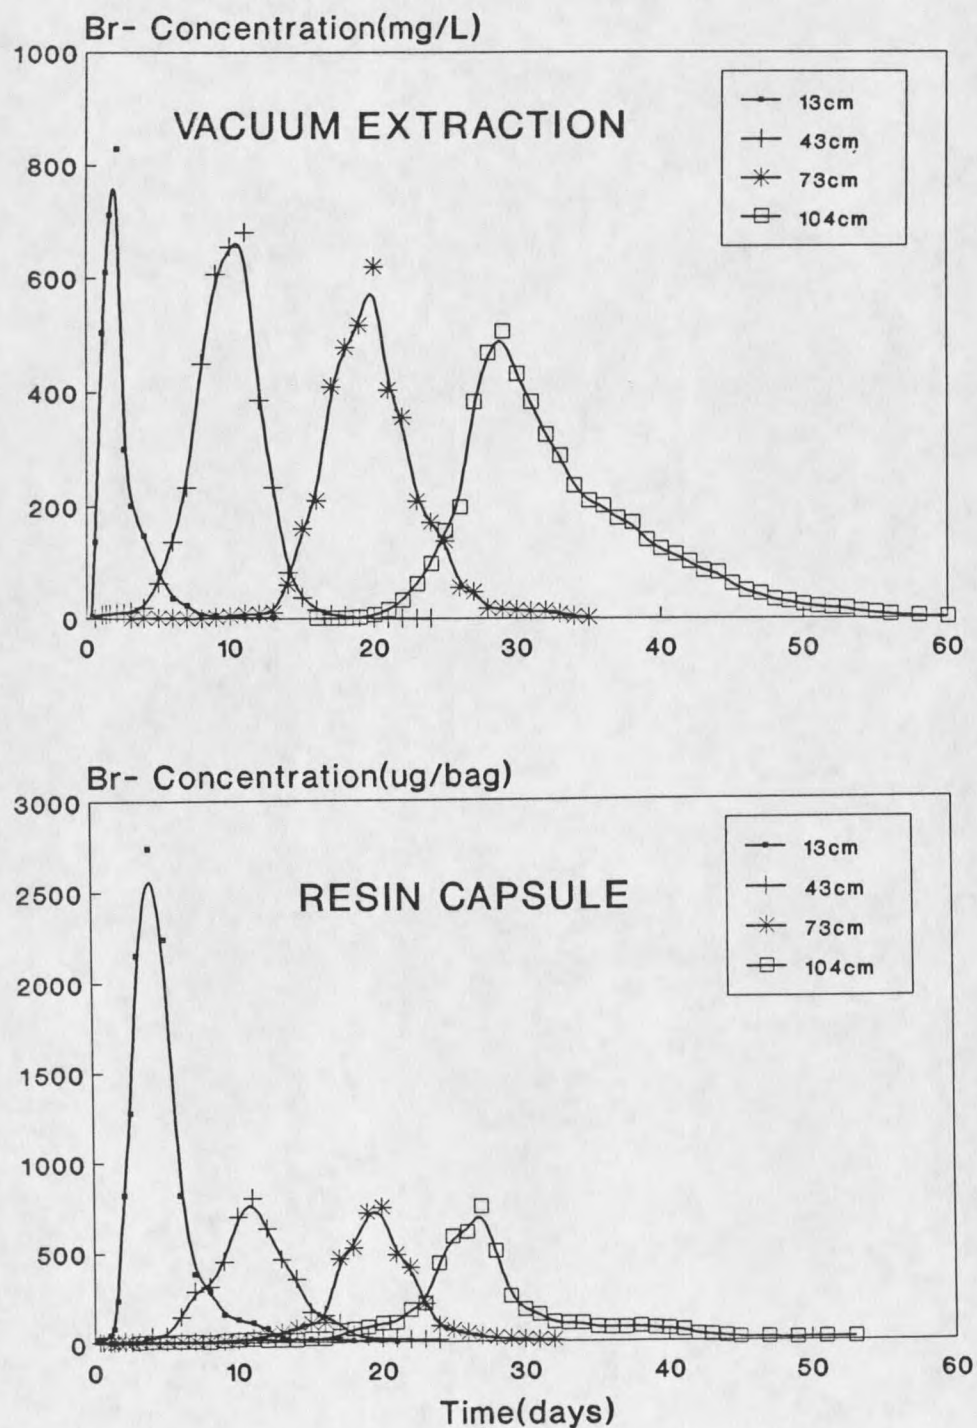 Br- Concentration(mg/L)
1000
800
600
400
200
0
VACUUM EXTRACTION
13cm
43cm
73cm
104cm
0 10 20 30 40 50 60
Br- Concentration(ug/bag)
3000
2500
2000
1500
1000
500
0
RESIN CAPSULE
13cm
43cm
73cm
104cm
0 10 20 30 40 50 60
Time(days)